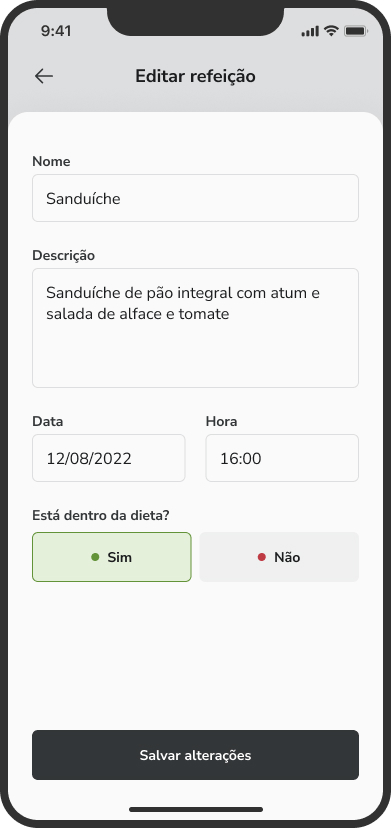 9:41
Editar refeição
Nome
Sanduíche
Descrição
Sanduíche de pão integral com atum e
salada de alface e tomate
Data
Hora
12/08/2022
16:00
Está dentro da dieta?
Sim
Não
Salvar alterações